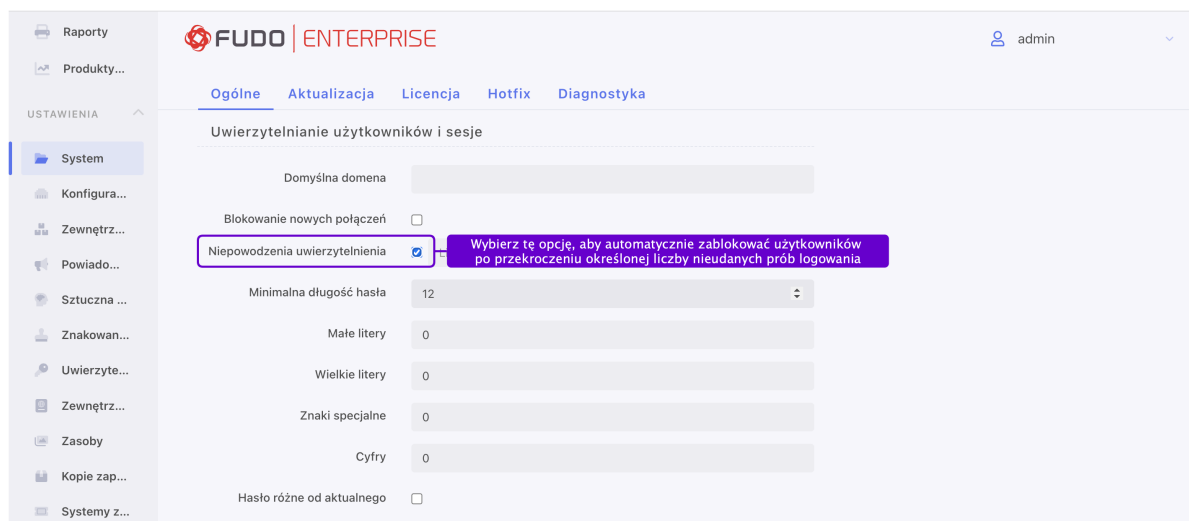 Raporty
Produkty...
USTAWIENIA
System
Konfigura...
Zewnętrz...
Powiado...
Sztuczna ...
Znakowan...
Uwierzyte...
Zewnętrz...
Zasoby
Kopie zap...
Systemy z...
FUDO ENTERPRISE
admin
Ogólne Aktualizacja Licencja Hotfix Diagnostyka
Uwierzytelnianie użytkowników i sesje
Domyślna domena
Blokowanie nowych połączeń
Niepowodzenia uwierzytelnienia
Wybierz tę opcję, aby automatycznie zablokować użytkowników
po przekroczeniu określonej liczby nieudanych prób logowania
Minimalna długość hasła 12
Małe litery 0
Wielkie litery 0
Znaki specjalne 0
Cyfry 0
Hasło różne od aktualnego